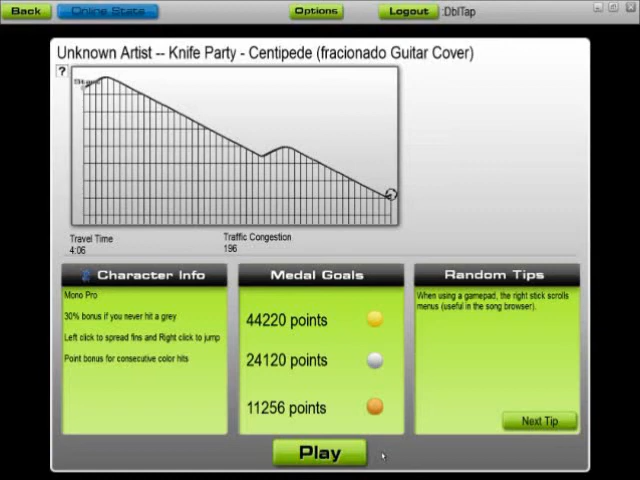 Back
Online Stats
Options
Logout
:DblTap
Unknown Artist -- Knife Party - Centipede (fracionado Guitar Cover)
?
Start
Travel Time
4:06
Traffic Congestion
196
Character Info
Mono Pro
30% bonus if you never hit a grey
Left click to spread fins and Right click to jump
Point bonus for consecutive color hits
Medal Goals
44220 points
24120 points
11256 points
Random Tips
When using a gamepad, the right stick scrolls
menus (useful in the song browser).
Next Tip
Play